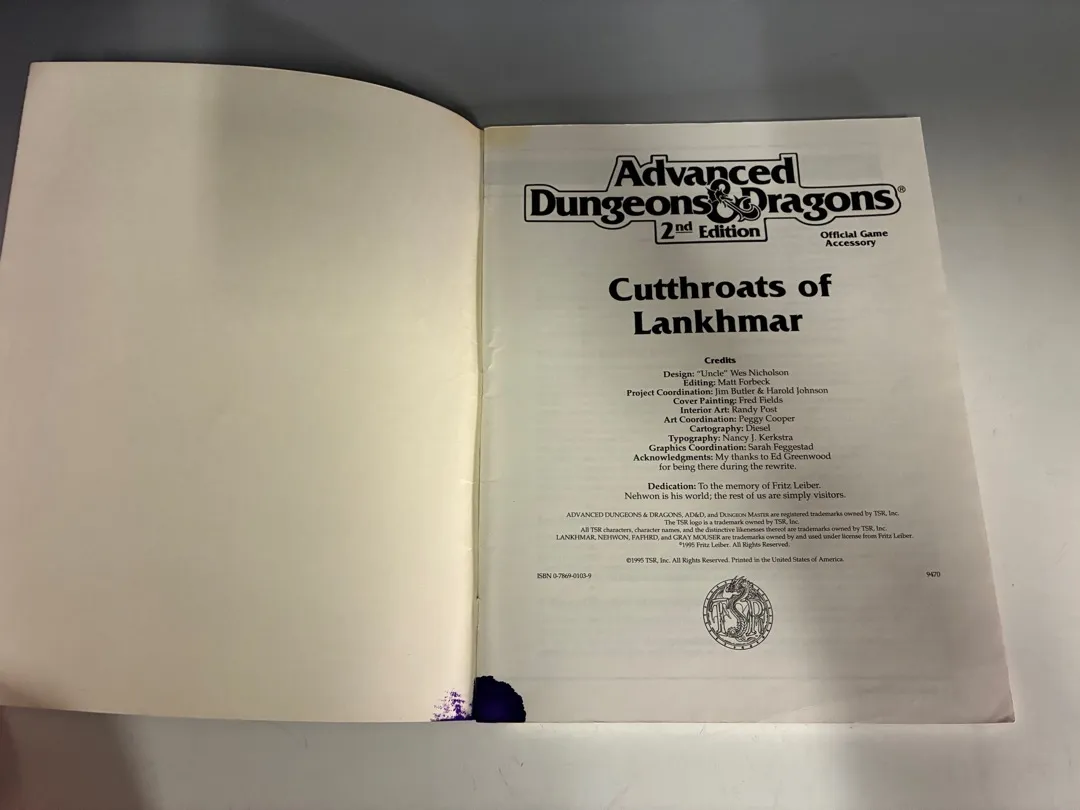 Advanced
Dungeons & Dragons®
2nd Edition
Official Game
Accessory
Cutthroats of
Lankhmar
Credits
Design: "Uncle" Wes Nicholson
Editing: Matt Forbeck
Project Coordination: Jim Butler & Harold Johnson
Cover Painting: Fred Fields
Interior Art: Randy Post
Art Coordination: Peggy Cooper
Cartography: Diesel
Typography: Nancy J. Kerkstra
Graphics Coordination: Sarah Feggestad
Acknowledgments: My thanks to Ed Greenwood
for being there during the rewrite.
Dedication: To the memory of Fritz Leiber.
Nehwon is his world; the rest of us are simply visitors.
ADVANCED DUNGEONS & DRAGONS, AD&D, and DUNGEON MASTER are registered trademarks owned by TSR, Inc.
The TSR logo is a trademark owned by TSR, Inc.
All TSR characters, character names, and the distinctive likenesses thereof are trademarks owned by TSR, Inc.
LANKHMAR, NEHWON, FAFHRD, and GRAY MOUSER are trademarks owned by and used under license from Fritz Leiber.
©1995 Fritz Leiber. All Rights Reserved.
©1995 TSR, Inc. All Rights Reserved. Printed in the United States of America.
ISBN 0-7869-0103-9
9470
TSR